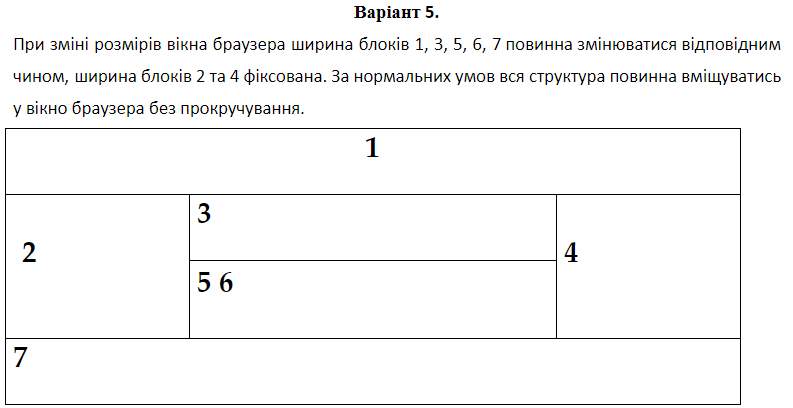 Варіант 5.
При зміні розмірів вікна браузера ширина блоків 1, 3, 5, 6, 7 повинна змінюватися відповідним
чином, ширина блоків 2 та 4 фіксована. За нормальних умов вся структура повинна вміщуватись
у вікно браузера без прокручування.
1
3
2
4
5 6
7